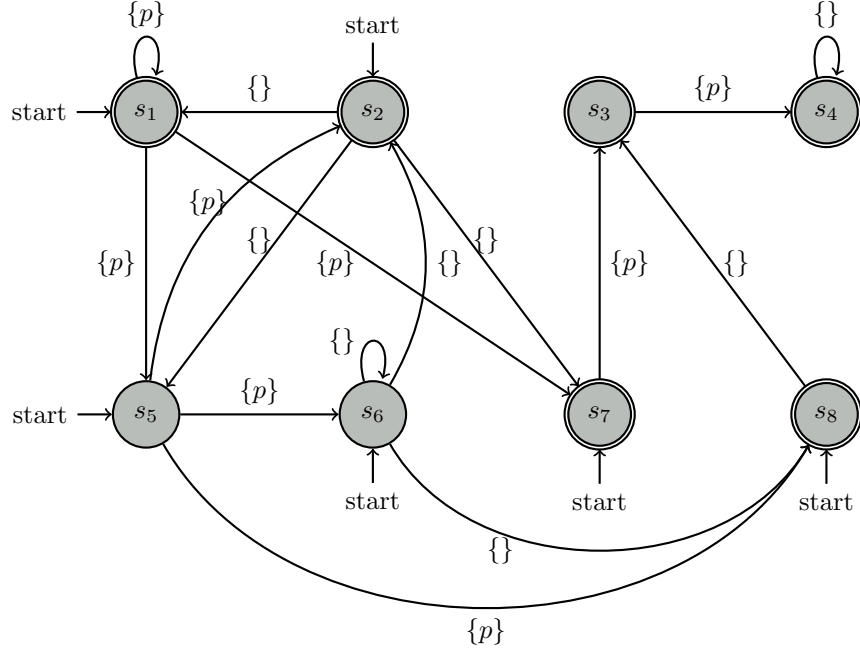 {p}
{}
start
start
s1
{}
s2
s3
{p}
s4
{p}
{p}
{}
{p}
{}
{}
{p}
{}
{}
start
s5
{p}
s6
s7
s8
start
start
start
{}
{p}